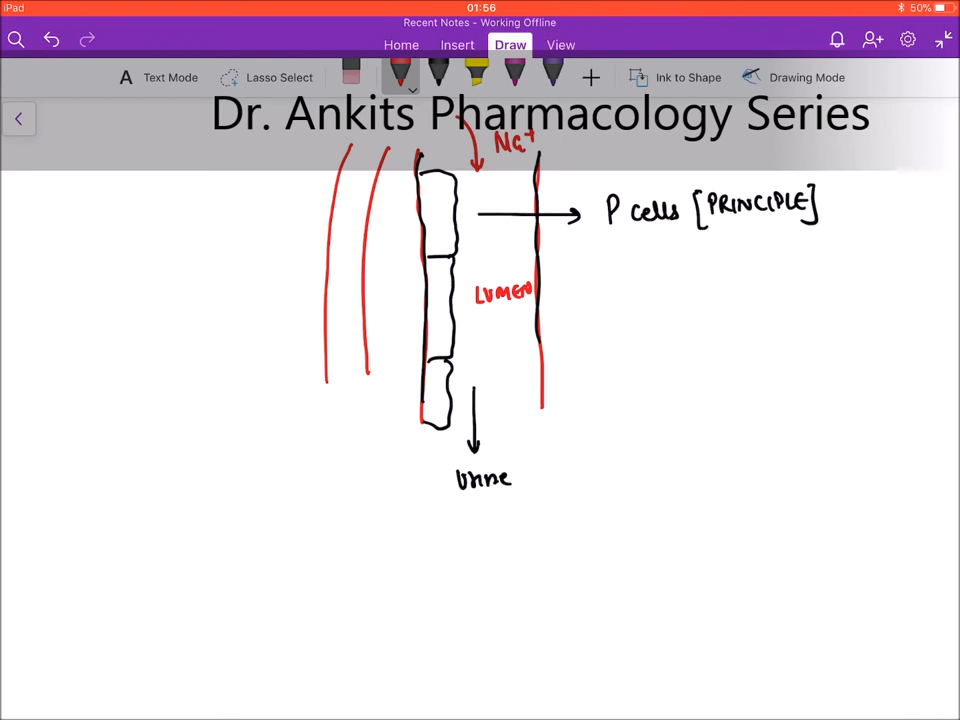 iPad 01:56 50%
Recent Notes - Working Offline
Home Insert Draw View
A Text Mode Lasso Select Ink to Shape Drawing Mode
Dr. Ankits Pharmacology Series
Na+
P cells [PRINCIPLE]
LUMEN
Urine